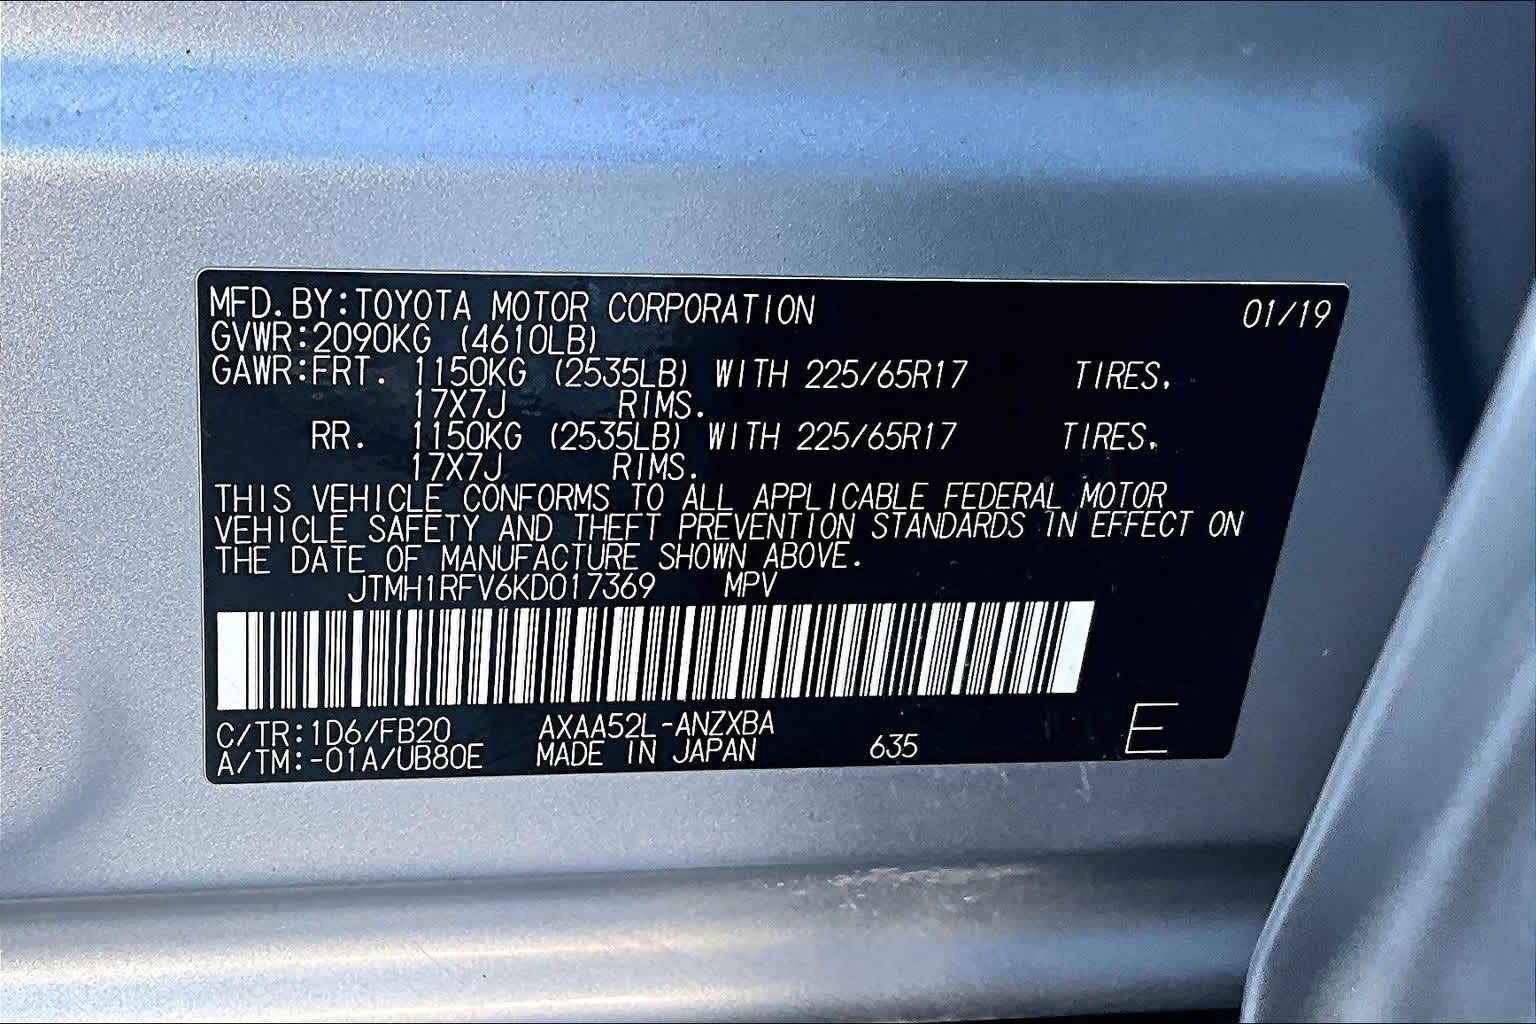 MFD. BY: TOYOTA MOTOR CORPORATION 01/19
GVWR: 2090KG (4610LB)
GAWR: FRT. 1150KG (2535LB) WITH 225/65R17 TIRES,
17X7J RIMS.
RR. 1150KG (2535LB) WITH 225/65R17 TIRES,
17X7J RIMS.
THIS VEHICLE CONFORMS TO ALL APPLICABLE FEDERAL MOTOR
VEHICLE SAFETY AND THEFT PREVENTION STANDARDS IN EFFECT ON
THE DATE OF MANUFACTURE SHOWN ABOVE.
JTMH1RFV6KD017369 MPV
C/TR: 1D6/FB20 AXAA52L-ANZXBA
A/TM: -01A/UB80E MADE IN JAPAN 635 E